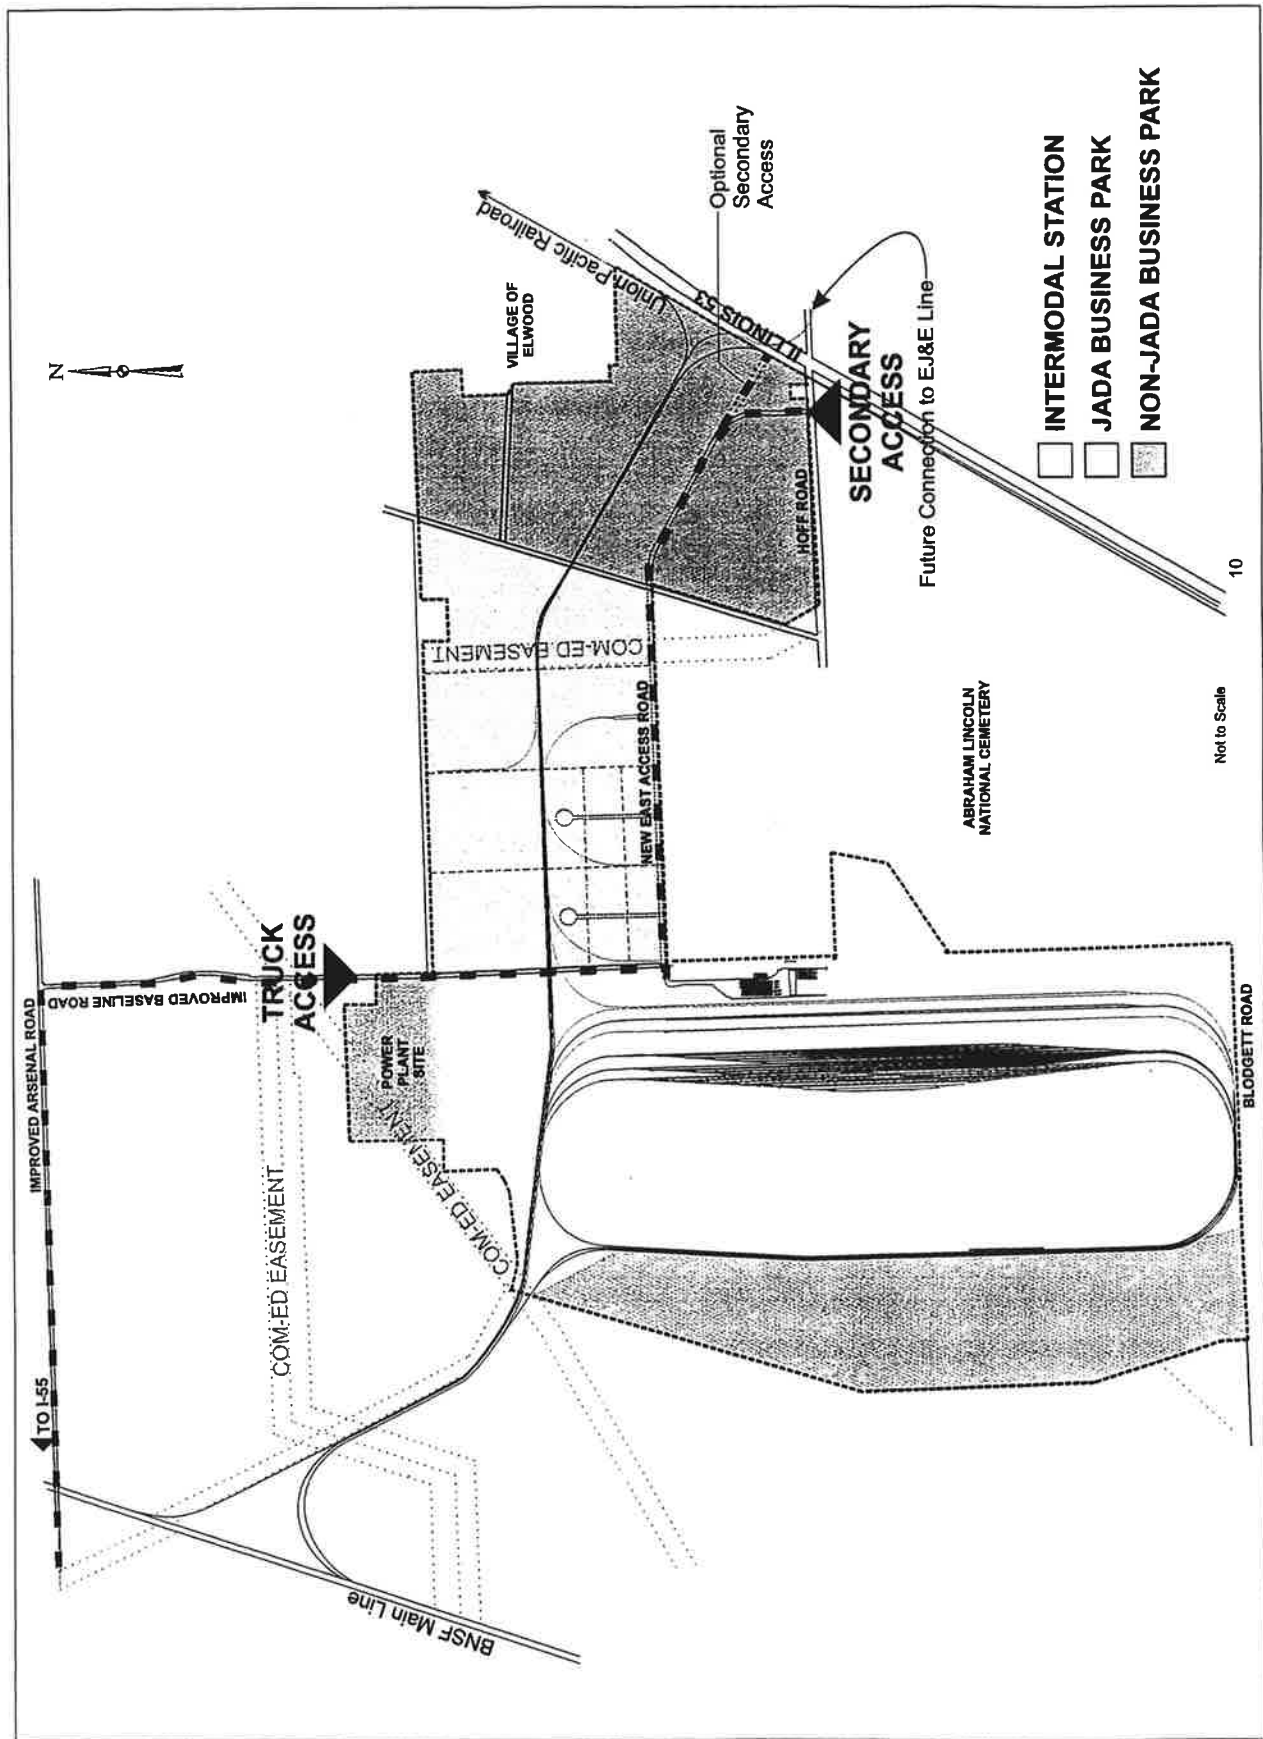 IMPROVED ARSENAL ROAD
TO I-55
N
IMPROVED BASELINE ROAD
TRUCK
ACCESS
COM-ED EASEMENT
POWER
PLANT
SITE
COM-ED EASEMENT
BNSF Main Line
VILLAGE OF
ELWOOD
Union Pacific Railroad
ILLINOIS 53
Optional
Secondary
Access
COM-ED EASEMENT
NEW EAST ACCESS ROAD
HOFF ROAD
SECONDARY
ACCESS
Future Connection to EJ&E Line
ABRAHAM LINCOLN
NATIONAL CEMETERY
BLODGETT ROAD
INTERMODAL STATION
JADA BUSINESS PARK
NON-JADA BUSINESS PARK
Not to Scale
10